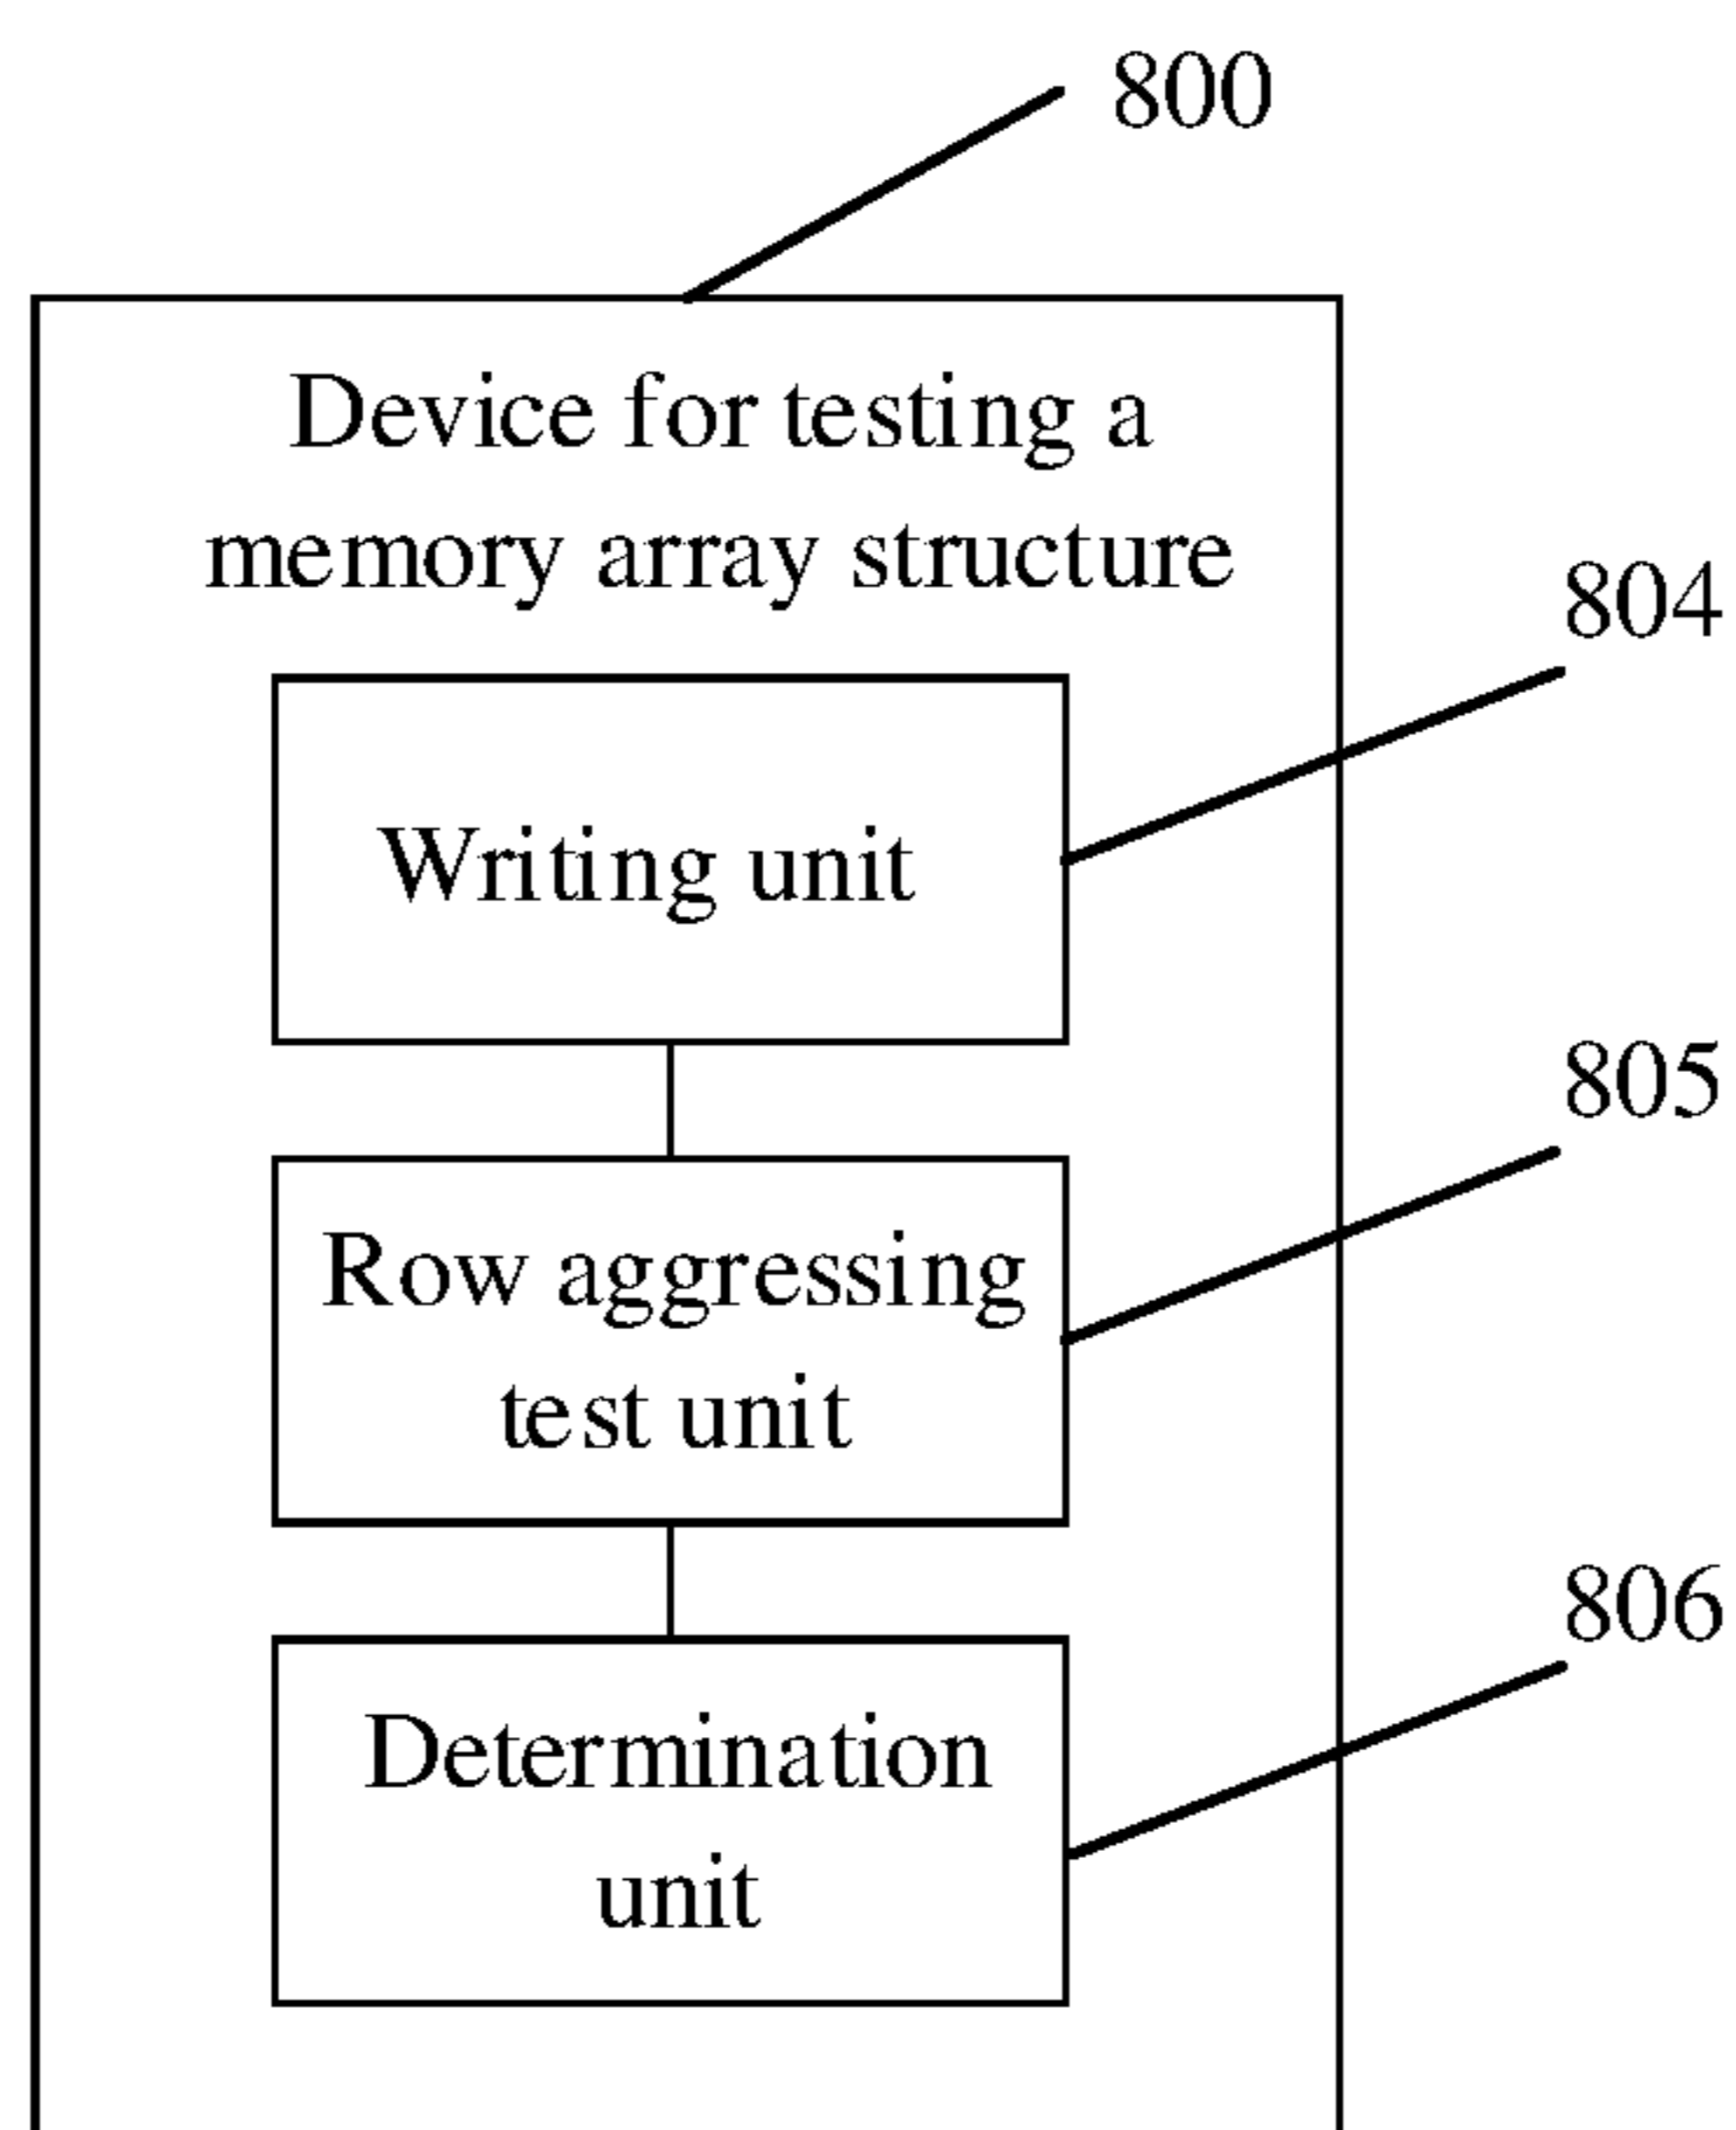 800
Device for testing a
memory array structure
804
Writing unit
805
Row aggressing
test unit
806
Determination
unit